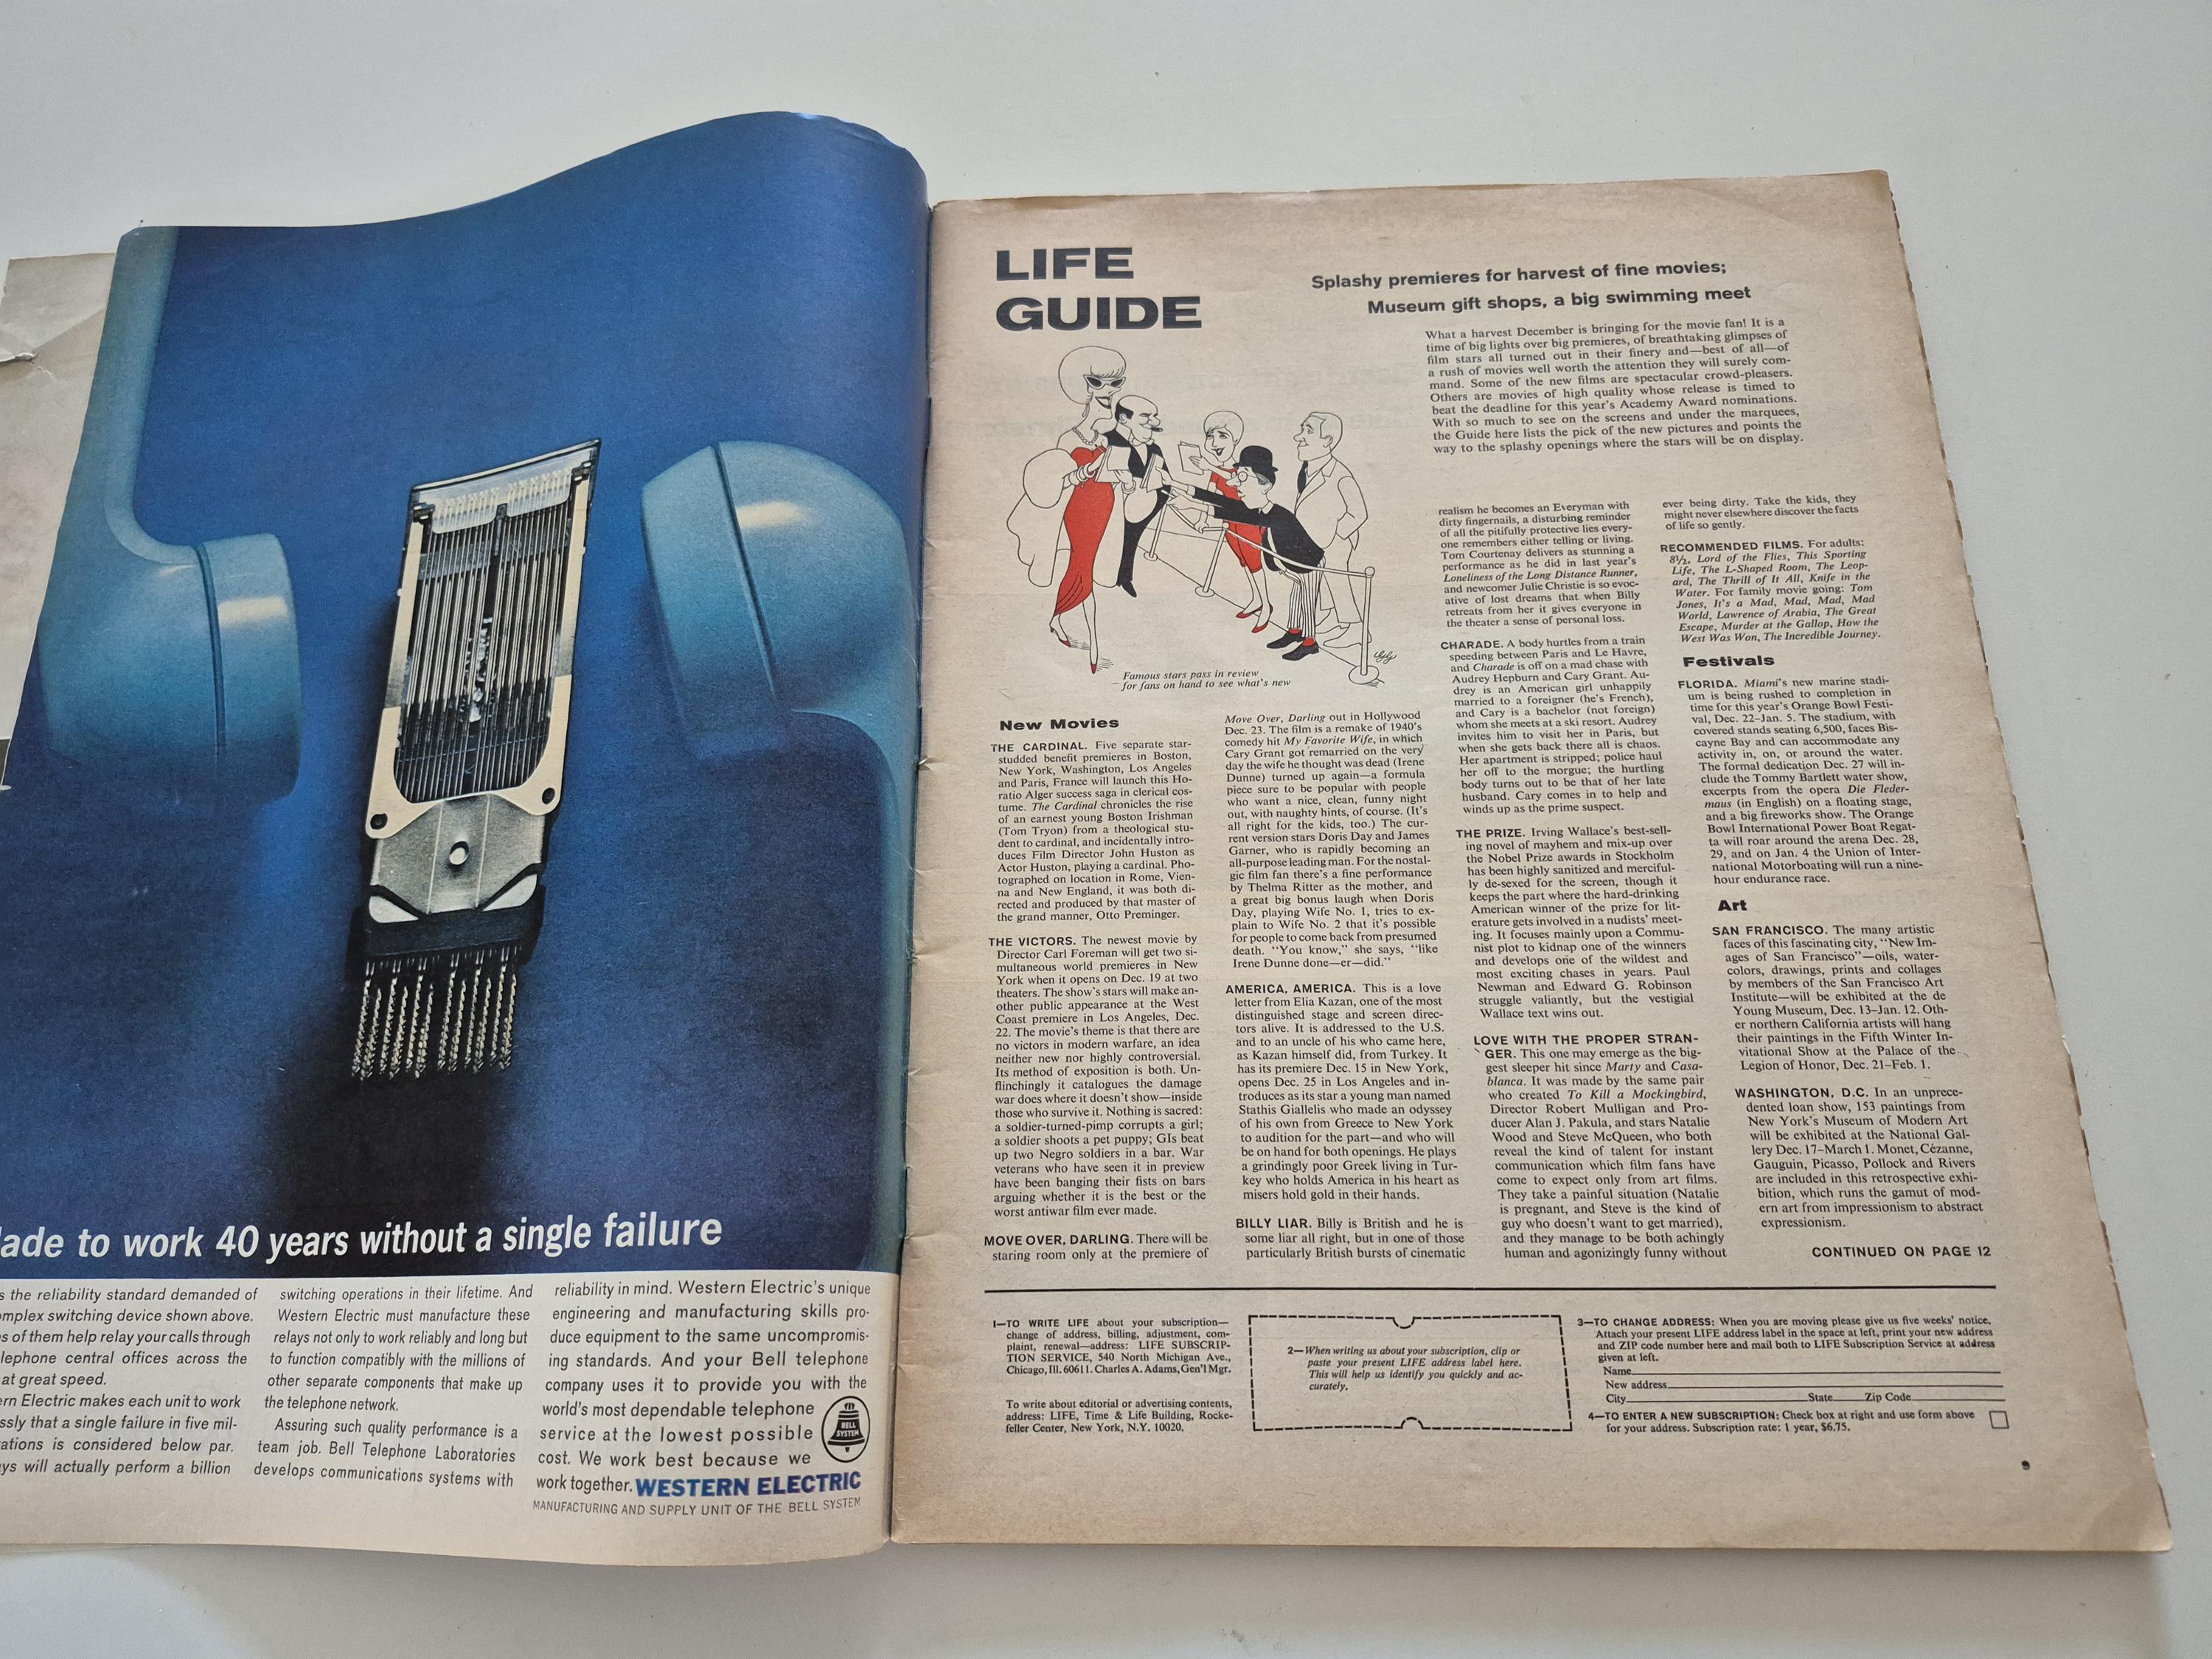 ade to work 40 years without a single failure
s the reliability standard demanded of
omplex switching device shown above.
s of them help relay your calls through
lephone central offices across the
at great speed.
ern Electric makes each unit to work
ssly that a single failure in five mil-
ations is considered below par.
ys will actually perform a billion
switching operations in their lifetime. And
Western Electric must manufacture these
relays not only to work reliably and long but
to function compatibly with the millions of
other separate components that make up
the telephone network.
Assuring such quality performance is a
team job. Bell Telephone Laboratories
develops communications systems with
reliability in mind. Western Electric's unique
engineering and manufacturing skills pro-
duce equipment to the same uncompromis-
ing standards. And your Bell telephone
company uses it to provide you with the
world's most dependable telephone
service at the lowest possible
cost. We work best because we
work together. WESTERN ELECTRIC
MANUFACTURING AND SUPPLY UNIT OF THE BELL SYSTEM
BELL
SYSTEM
LIFE
GUIDE
Splashy premieres for harvest of fine movies;
Museum gift shops, a big swimming meet
What a harvest December is bringing for the movie fan! It is a
time of big lights over big premieres, of breathtaking glimpses of
film stars all turned out in their finery and—best of all—of
a rush of movies well worth the attention they will surely com-
mand. Some of the new films are spectacular crowd-pleasers.
Others are movies of high quality whose release is timed to
beat the deadline for this year's Academy Award nominations.
With so much to see on the screens and under the marquees,
the Guide here lists the pick of the new pictures and points the
way to the splashy openings where the stars will be on display.
Famous stars pass in review
for fans on hand to see what's new
New Movies
THE CARDINAL. Five separate star-
studded benefit premieres in Boston,
New York, Washington, Los Angeles
and Paris, France will launch this Ho-
ratio Alger success saga in clerical cos-
tume. The Cardinal chronicles the rise
of an earnest young Boston Irishman
(Tom Tryon) from a theological stu-
dent to cardinal, and incidentally intro-
duces Film Director John Huston as
Actor Huston, playing a cardinal. Pho-
tographed on location in Rome, Vien-
na and New England, it was both di-
rected and produced by that master of
the grand manner, Otto Preminger.
THE VICTORS. The newest movie by
Director Carl Foreman will get two si-
multaneous world premieres in New
York when it opens on Dec. 19 at two
theaters. The show's stars will make an-
other public appearance at the West
Coast premiere in Los Angeles, Dec.
22. The movie's theme is that there are
no victors in modern warfare, an idea
neither new nor highly controversial.
Its method of exposition is both. Un-
flinchingly it catalogues the damage
war does where it doesn't show—inside
those who survive it. Nothing is sacred:
a soldier-turned-pimp corrupts a girl;
a soldier shoots a pet puppy; GIs beat
up two Negro soldiers in a bar. War
veterans who have seen it in preview
have been banging their fists on bars
arguing whether it is the best or the
worst antiwar film ever made.
MOVE OVER, DARLING. There will be
staring room only at the premiere of
Move Over, Darling out in Hollywood
Dec. 23. The film is a remake of 1940's
comedy hit My Favorite Wife, in which
Cary Grant got remarried on the very
day the wife he thought was dead (Irene
Dunne) turned up again—a formula
piece sure to be popular with people
who want a nice, clean, funny night
out, with naughty hints, of course. (It's
all right for the kids, too.) The cur-
rent version stars Doris Day and James
Garner, who is rapidly becoming an
all-purpose leading man. For the nostal-
gic film fan there's a fine performance
by Thelma Ritter as the mother, and
a great big bonus laugh when Doris
Day, playing Wife No. 1, tries to ex-
plain to Wife No. 2 that it's possible
for people to come back from presumed
death. "You know," she says, "like
Irene Dunne done—er—did."
AMERICA, AMERICA. This is a love
letter from Elia Kazan, one of the most
distinguished stage and screen direc-
tors alive. It is addressed to the U.S.
and to an uncle of his who came here,
as Kazan himself did, from Turkey. It
has its premiere Dec. 15 in New York,
opens Dec. 25 in Los Angeles and in-
troduces as its star a young man named
Stathis Giallelis who made an odyssey
of his own from Greece to New York
to audition for the part—and who will
be on hand for both openings. He plays
a grindingly poor Greek living in Tur-
key who holds America in his heart as
misers hold gold in their hands.
BILLY LIAR. Billy is British and he is
some liar all right, but in one of those
particularly British bursts of cinematic
realism he becomes an Everyman with
dirty fingernails, a disturbing reminder
of all the pitifully protective lies every-
one remembers either telling or living.
Tom Courtenay delivers as stunning a
performance as he did in last year's
Loneliness of the Long Distance Runner,
and newcomer Julie Christie is so evoc-
ative of lost dreams that when Billy
retreats from her it gives everyone in
the theater a sense of personal loss.
CHARADE. A body hurtles from a train
speeding between Paris and Le Havre,
and Charade is off on a mad chase with
Audrey Hepburn and Cary Grant. Au-
drey is an American girl unhappily
married to a foreigner (he's French),
and Cary is a bachelor (not foreign)
whom she meets at a ski resort. Audrey
invites him to visit her in Paris, but
when she gets back there all is chaos.
Her apartment is stripped; police haul
her off to the morgue; the hurtling
body turns out to be that of her late
husband. Cary comes in to help and
winds up as the prime suspect.
THE PRIZE. Irving Wallace's best-sell-
ing novel of mayhem and mix-up over
the Nobel Prize awards in Stockholm
has been highly sanitized and merciful-
ly de-sexed for the screen, though it
keeps the part where the hard-drinking
American winner of the prize for lit-
erature gets involved in a nudists' meet-
ing. It focuses mainly upon a Commu-
nist plot to kidnap one of the winners
and develops one of the wildest and
most exciting chases in years. Paul
Newman and Edward G. Robinson
struggle valiantly, but the vestigial
Wallace text wins out.
LOVE WITH THE PROPER STRAN-
GER. This one may emerge as the big-
gest sleeper hit since Marty and Casa-
blanca. It was made by the same pair
who created To Kill a Mockingbird,
Director Robert Mulligan and Pro-
ducer Alan J. Pakula, and stars Natalie
Wood and Steve McQueen, who both
reveal the kind of talent for instant
communication which film fans have
come to expect only from art films.
They take a painful situation (Natalie
is pregnant, and Steve is the kind of
guy who doesn't want to get married),
and they manage to be both achingly
human and agonizingly funny without
ever being dirty. Take the kids, they
might never elsewhere discover the facts
of life so gently.
RECOMMENDED FILMS. For adults:
8½, Lord of the Flies, This Sporting
Life, The L-Shaped Room, The Leop-
ard, The Thrill of It All, Knife in the
Water. For family movie going: Tom
Jones, It's a Mad, Mad, Mad, Mad
World, Lawrence of Arabia, The Great
Escape, Murder at the Gallop, How the
West Was Won, The Incredible Journey.
Festivals
FLORIDA. Miami's new marine stadi-
um is being rushed to completion in
time for this year's Orange Bowl Festi-
val, Dec. 22–Jan. 5. The stadium, with
covered stands seating 6,500, faces Bis-
cayne Bay and can accommodate any
activity in, on, or around the water.
The formal dedication Dec. 27 will in-
clude the Tommy Bartlett water show,
excerpts from the opera Die Fleder-
maus (in English) on a floating stage,
and a big fireworks show. The Orange
Bowl International Power Boat Regat-
ta will roar around the arena Dec. 28,
29, and on Jan. 4 the Union of Inter-
national Motorboating will run a nine-
hour endurance race.
Art
SAN FRANCISCO. The many artistic
faces of this fascinating city, "New Im-
ages of San Francisco"—oils, water-
colors, drawings, prints and collages
by members of the San Francisco Art
Institute—will be exhibited at the de
Young Museum, Dec. 13–Jan. 12. Oth-
er northern California artists will hang
their paintings in the Fifth Winter In-
vitational Show at the Palace of the
Legion of Honor, Dec. 21–Feb. 1.
WASHINGTON, D.C. In an unprece-
dented loan show, 153 paintings from
New York's Museum of Modern Art
will be exhibited at the National Gal-
lery Dec. 17–March 1. Monet, Cézanne,
Gauguin, Picasso, Pollock and Rivers
are included in this retrospective exhi-
bition, which runs the gamut of mod-
ern art from impressionism to abstract
expressionism.
CONTINUED ON PAGE 12
1—TO WRITE LIFE about your subscription—
change of address, billing, adjustment, com-
plaint, renewal—address: LIFE SUBSCRIP-
TION SERVICE, 540 North Michigan Ave.,
Chicago, Ill. 60611. Charles A. Adams, Gen'l Mgr.
To write about editorial or advertising contents,
address: LIFE, Time & Life Building, Rocke-
feller Center, New York, N.Y. 10020.
2—When writing us about your subscription, clip or
paste your present LIFE address label here.
This will help us identify you quickly and ac-
curately.
3—TO CHANGE ADDRESS: When you are moving please give us five weeks' notice.
Attach your present LIFE address label in the space at left, print your new address
and ZIP code number here and mail both to LIFE Subscription Service at address
given at left.
Name
New address
City State Zip Code
4—TO ENTER A NEW SUBSCRIPTION: Check box at right and use form above
for your address. Subscription rate: 1 year, $6.75.
9